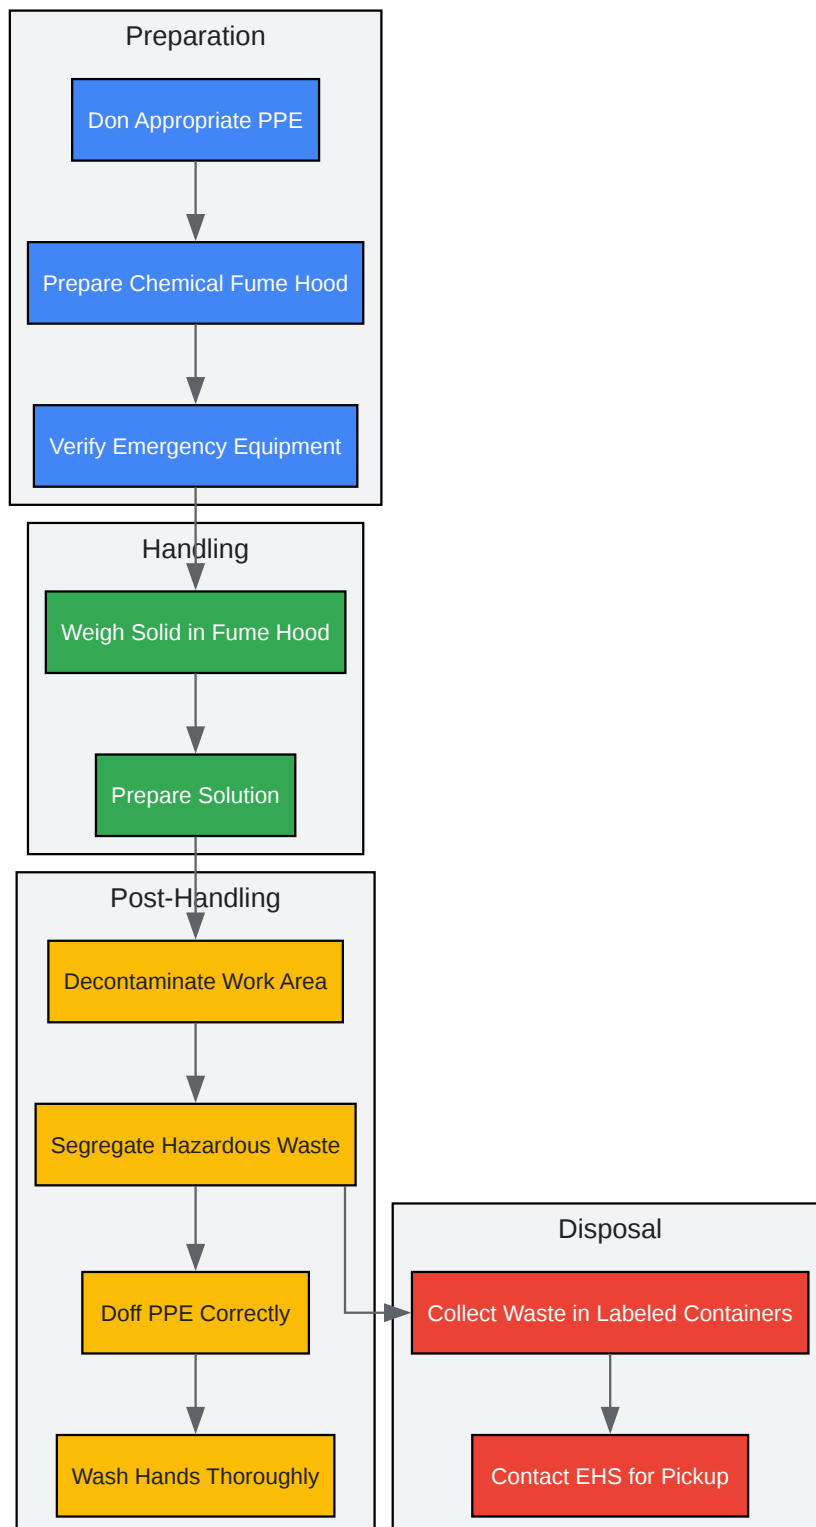 Preparation
Don Appropriate PPE
Prepare Chemical Fume Hood
Verify Emergency Equipment
Handling
Weigh Solid in Fume Hood
Prepare Solution
Post-Handling
Decontaminate Work Area
Segregate Hazardous Waste
Doff PPE Correctly
Wash Hands Thoroughly
Disposal
Collect Waste in Labeled Containers
Contact EHS for Pickup